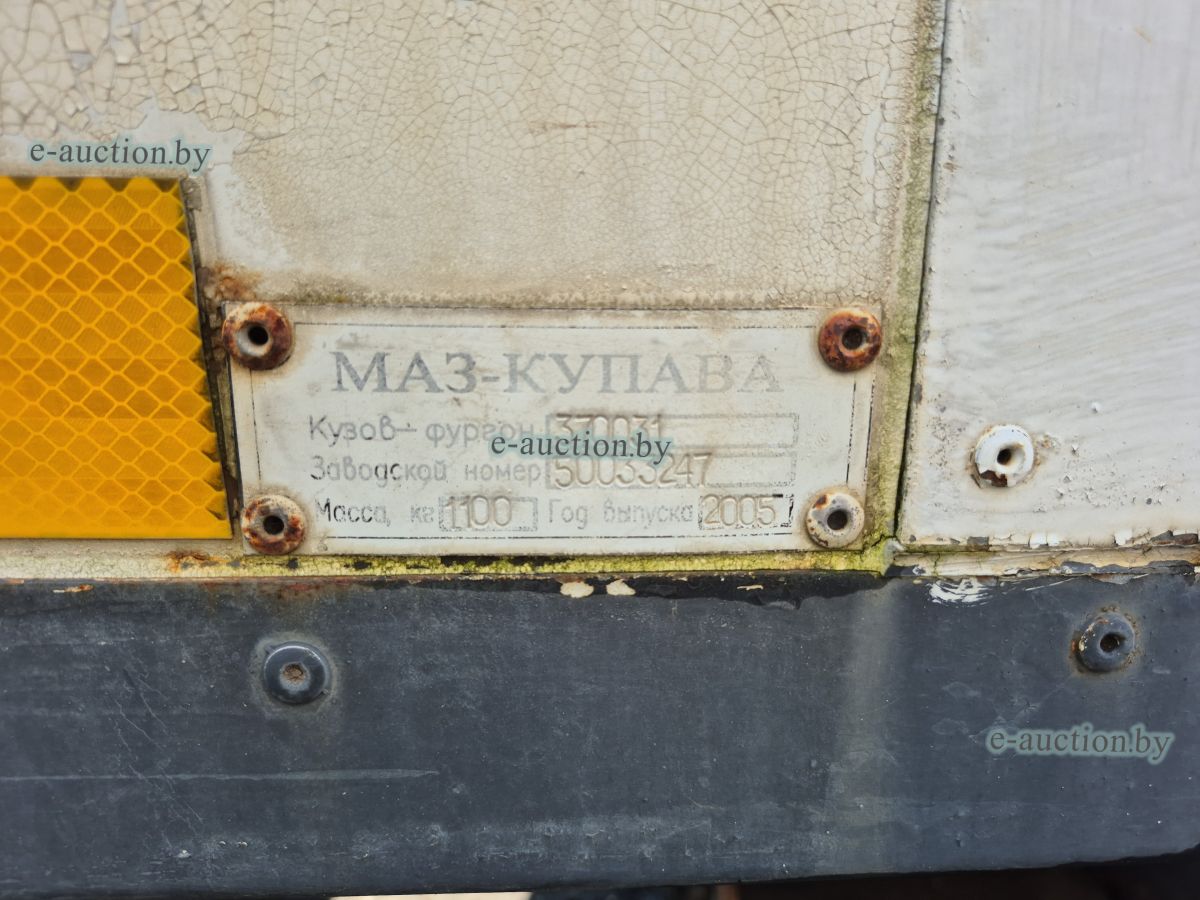 e-auction.by
МАЗ-КУПАВА
Кузов-фургон 370031
e-auction.by
Заводской номер 50033247
Масса, кг 1100 Год выпуска 2005
e-auction.by